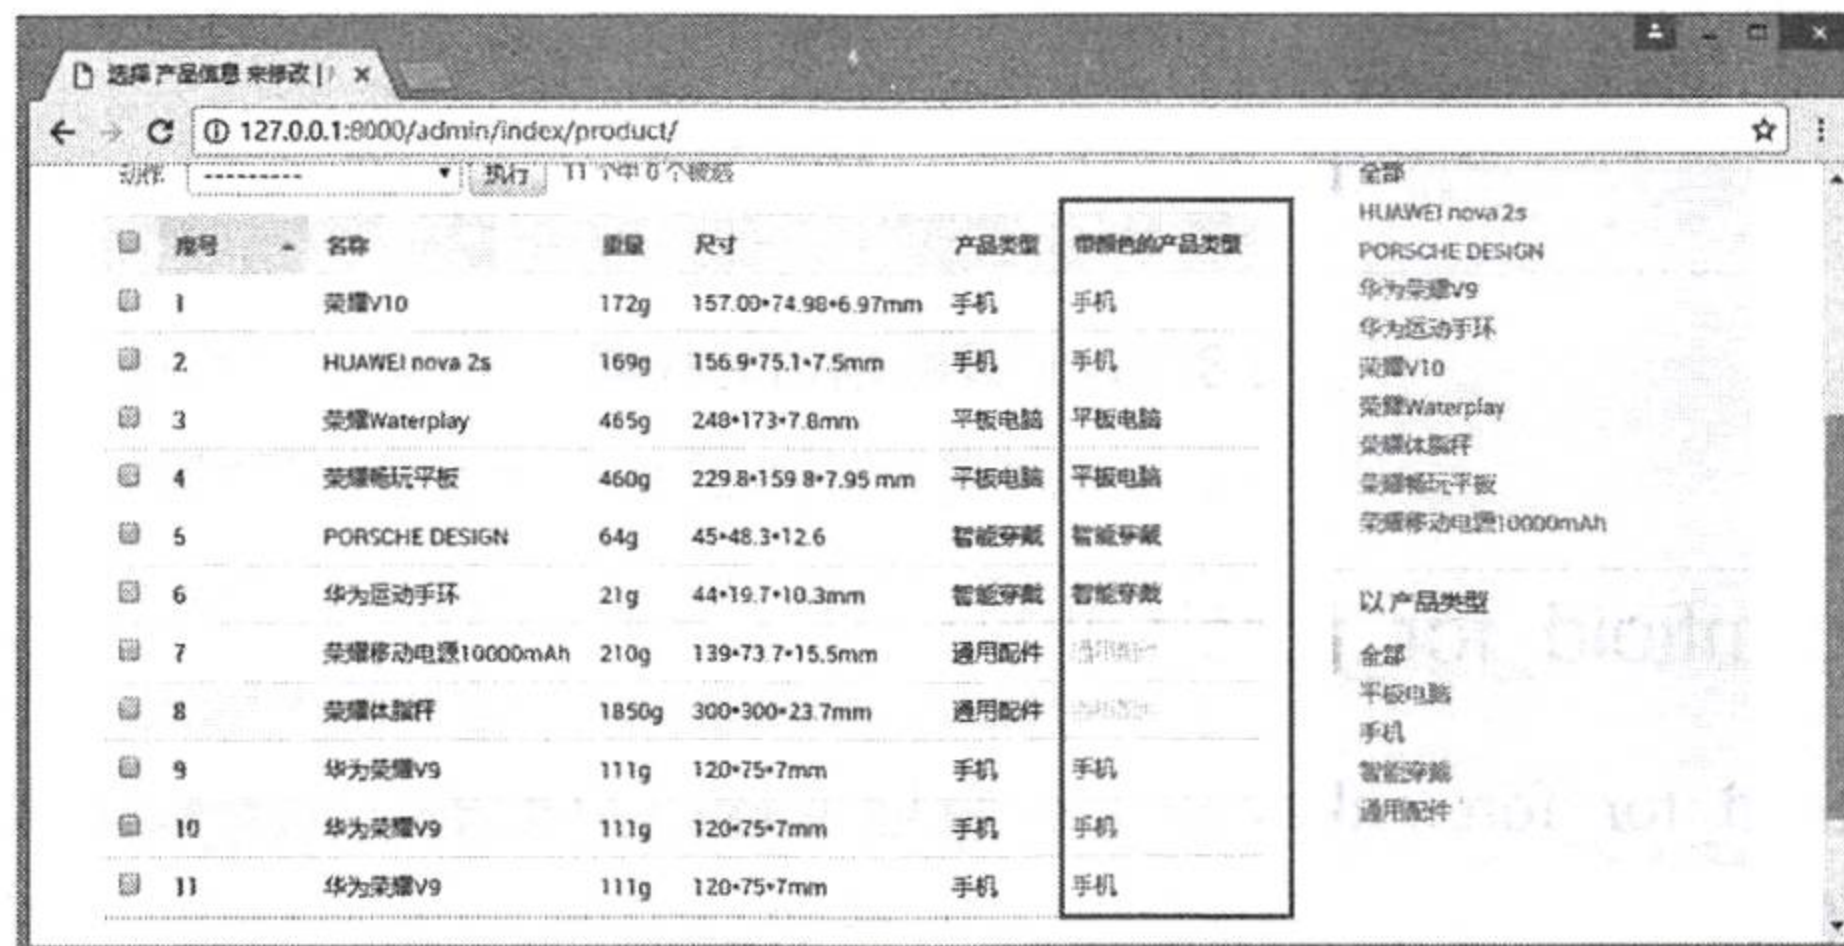 选择 产品信息 来修改 |
127.0.0.1:8000/admin/index/product/
动作 --------- 执行 11 个中 0 个被选
序号 名称 重量 尺寸 产品类型 带颜色的产品类型
1 荣耀V10 172g 157.00*74.98*6.97mm 手机 手机
2 HUAWEI nova 2s 169g 156.9*75.1*7.5mm 手机 手机
3 荣耀Waterplay 465g 248*173*7.8mm 平板电脑 平板电脑
4 荣耀畅玩平板 460g 229.8*159.8*7.95 mm 平板电脑 平板电脑
5 PORSCHE DESIGN 64g 45*48.3*12.6 智能穿戴 智能穿戴
6 华为运动手环 21g 44*19.7*10.3mm 智能穿戴 智能穿戴
7 荣耀移动电源10000mAh 210g 139*73.7*15.5mm 通用配件 通用配件
8 荣耀体脂秤 1850g 300*300*23.7mm 通用配件
9 华为荣耀V9 111g 120*75*7mm 手机 手机
10 华为荣耀V9 111g 120*75*7mm 手机 手机
11 华为荣耀V9 111g 120*75*7mm 手机 手机
全部
HUAWEI nova 2s
PORSCHE DESIGN
华为荣耀V9
华为运动手环
荣耀V10
荣耀Waterplay
荣耀体脂秤
荣耀畅玩平板
荣耀移动电源10000mAh
以 产品类型
全部
平板电脑
手机
智能穿戴
通用配件